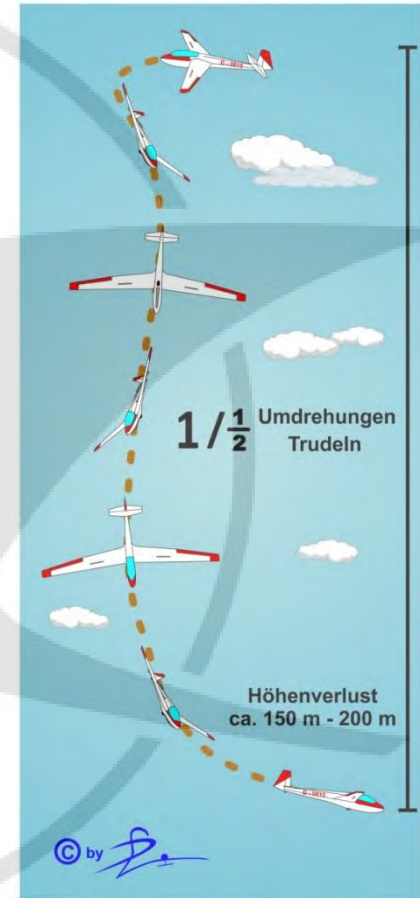 1/½ Umdrehungen
Trudeln
Höhenverlust
ca. 150 m - 200 m
© by